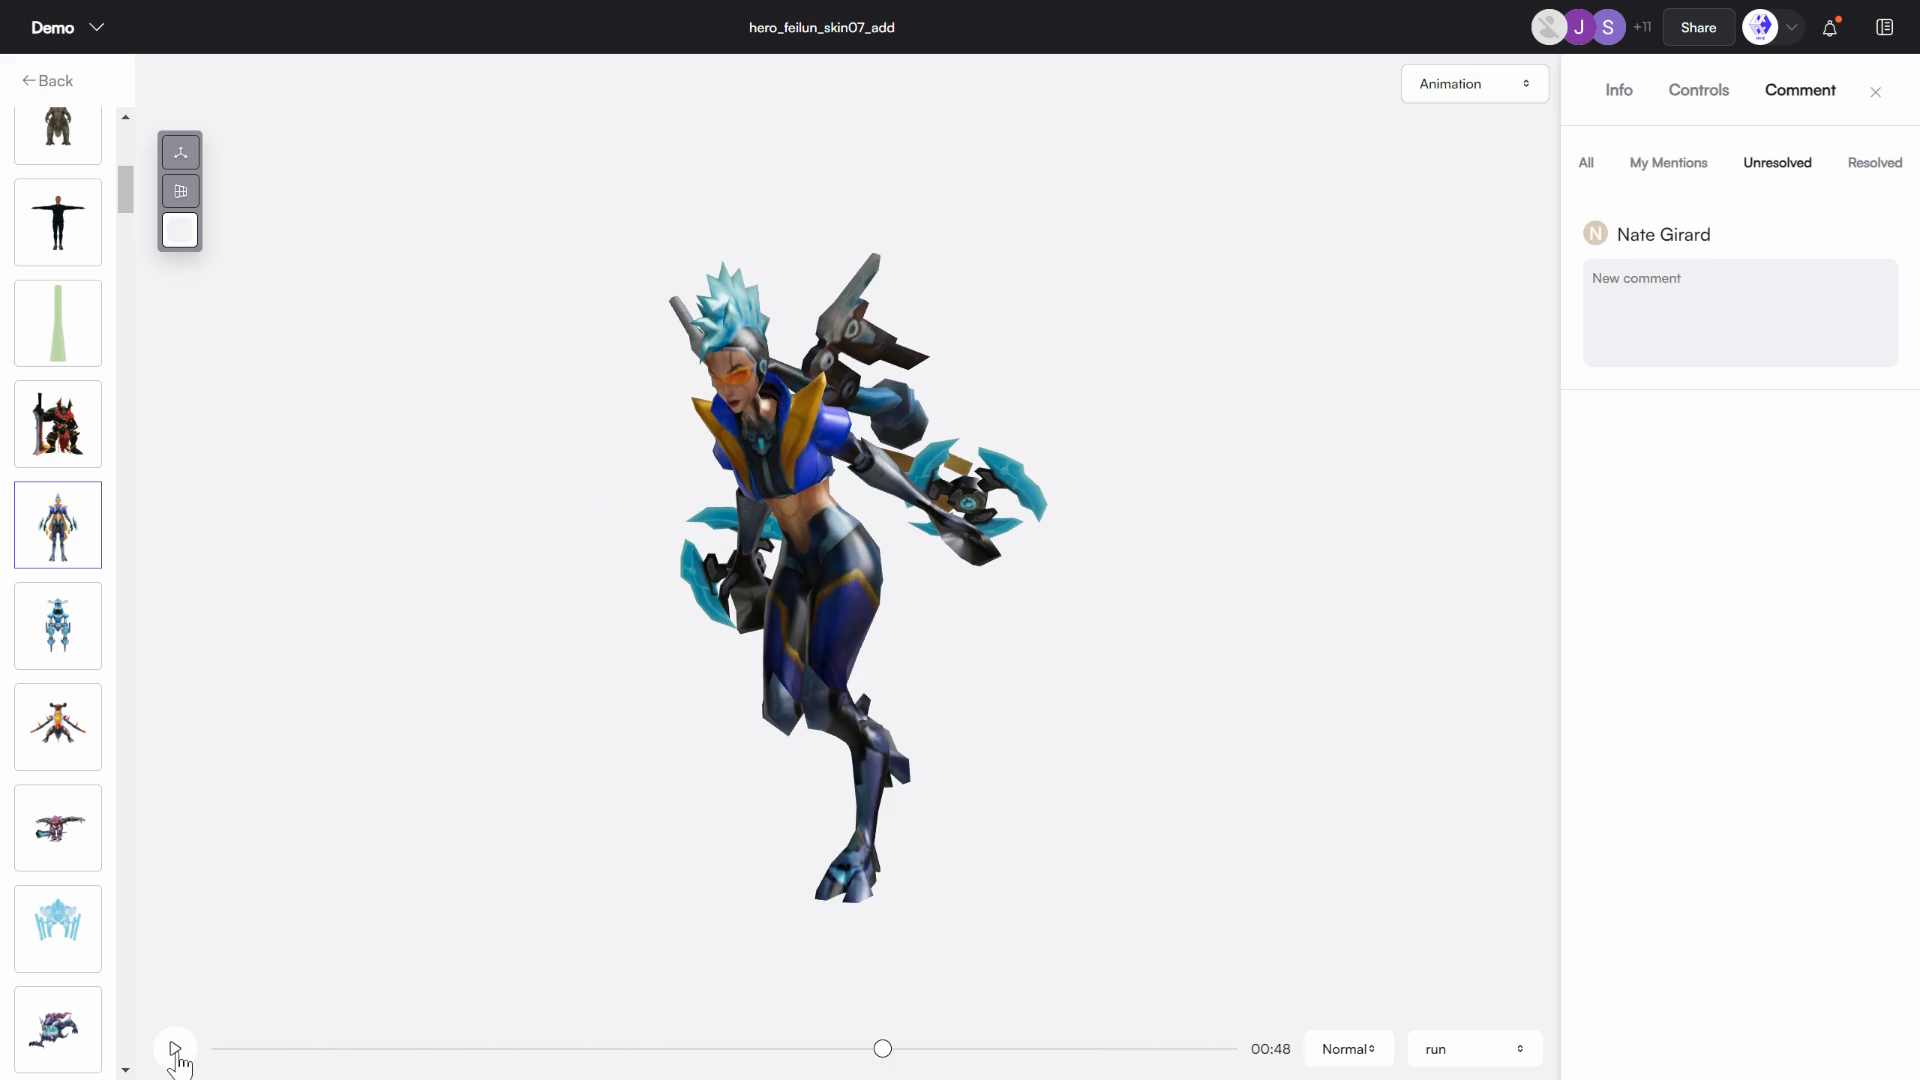 Demo
hero_feilun_skin07_add
J
S
+11
Share
Back
Animation
Info
Controls
Comment
All
My Mentions
Unresolved
Resolved
N
Nate Girard
New comment
00:48
Normal
run